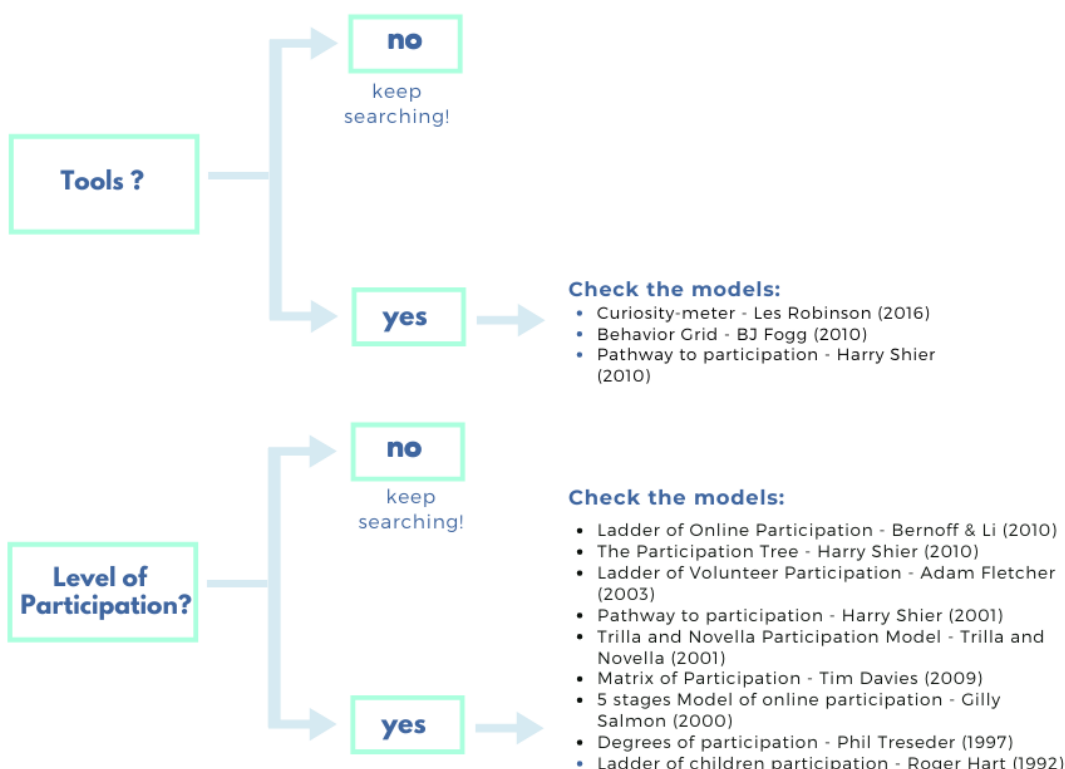 no
keep
searching!
Tools ?
yes
Check the models:
• Curiosity-meter - Les Robinson (2016)
• Behavior Grid - BJ Fogg (2010)
• Pathway to participation - Harry Shier
(2010)
no
keep
searching!
Level of
Participation?
yes
Check the models:
• Ladder of Online Participation - Bernoff & Li (2010)
• The Participation Tree - Harry Shier (2010)
• Ladder of Volunteer Participation - Adam Fletcher
(2003)
• Pathway to participation - Harry Shier (2001)
• Trilla and Novella Participation Model - Trilla and
Novella (2001)
• Matrix of Participation - Tim Davies (2009)
• 5 stages Model of online participation - Gilly
Salmon (2000)
• Degrees of participation - Phil Treseder (1997)
• Ladder of children participation - Roger Hart (1992)